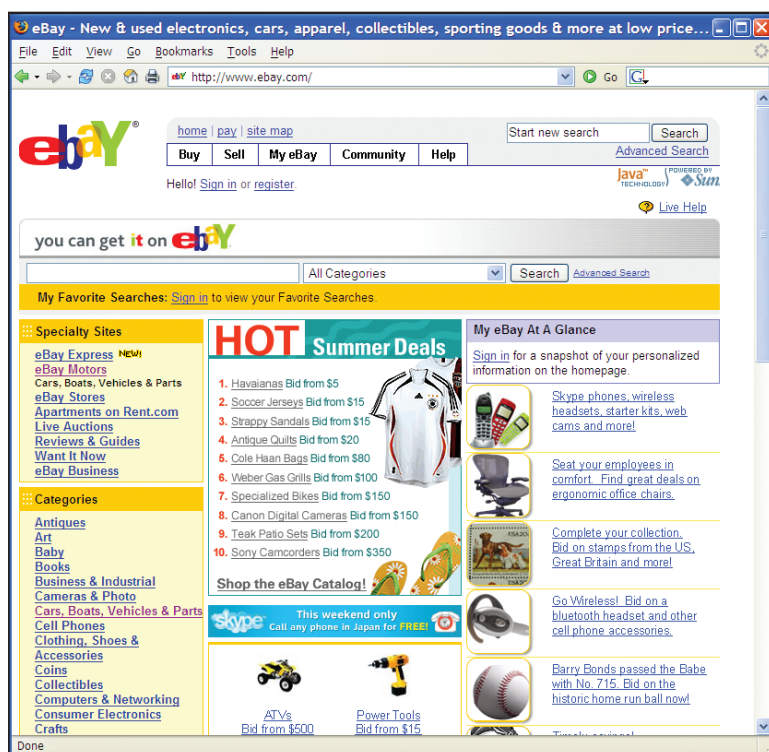 eBay - New & used electronics, cars, apparel, collectibles, sporting goods & more at low price...
File Edit View Go Bookmarks Tools Help
http://www.ebay.com/ Go
ebaY®
home | pay | site map
Start new search Search
Buy Sell My eBay Community Help
Advanced Search
Hello! Sign in or register.
Java™ TECHNOLOGY POWERED BY Sun
Live Help
you can get it on ebaY
All Categories Search Advanced Search
My Favorite Searches: Sign in to view your Favorite Searches.
Specialty Sites
eBay Express NEW!
eBay Motors
Cars, Boats, Vehicles & Parts
eBay Stores
Apartments on Rent.com
Live Auctions
Reviews & Guides
Want It Now
eBay Business
Categories
Antiques
Art
Baby
Books
Business & Industrial
Cameras & Photo
Cars, Boats, Vehicles & Parts
Cell Phones
Clothing, Shoes &
Accessories
Coins
Collectibles
Computers & Networking
Consumer Electronics
Crafts
HOT Summer Deals
1. Havaianas Bid from $5
2. Soccer Jerseys Bid from $15
3. Strappy Sandals Bid from $15
4. Antique Quilts Bid from $20
5. Cole Haan Bags Bid from $80
6. Weber Gas Grills Bid from $100
7. Specialized Bikes Bid from $150
8. Canon Digital Cameras Bid from $150
9. Teak Patio Sets Bid from $200
10. Sony Camcorders Bid from $350
Shop the eBay Catalog!
skype™
This weekend only
Call any phone in Japan for FREE!
ATVs
Bid from $500
Power Tools
Bid from $15
My eBay At A Glance
Sign in for a snapshot of your personalized
information on the homepage.
Skype phones, wireless
headsets, starter kits, web
cams and more!
Seat your employees in
comfort. Find great deals on
ergonomic office chairs.
Complete your collection.
Bid on stamps from the US,
Great Britain and more!
Go Wireless! Bid on a
bluetooth headset and other
cell phone accessories.
Barry Bonds passed the Babe
with No. 715. Bid on the
historic home run ball now!
Done